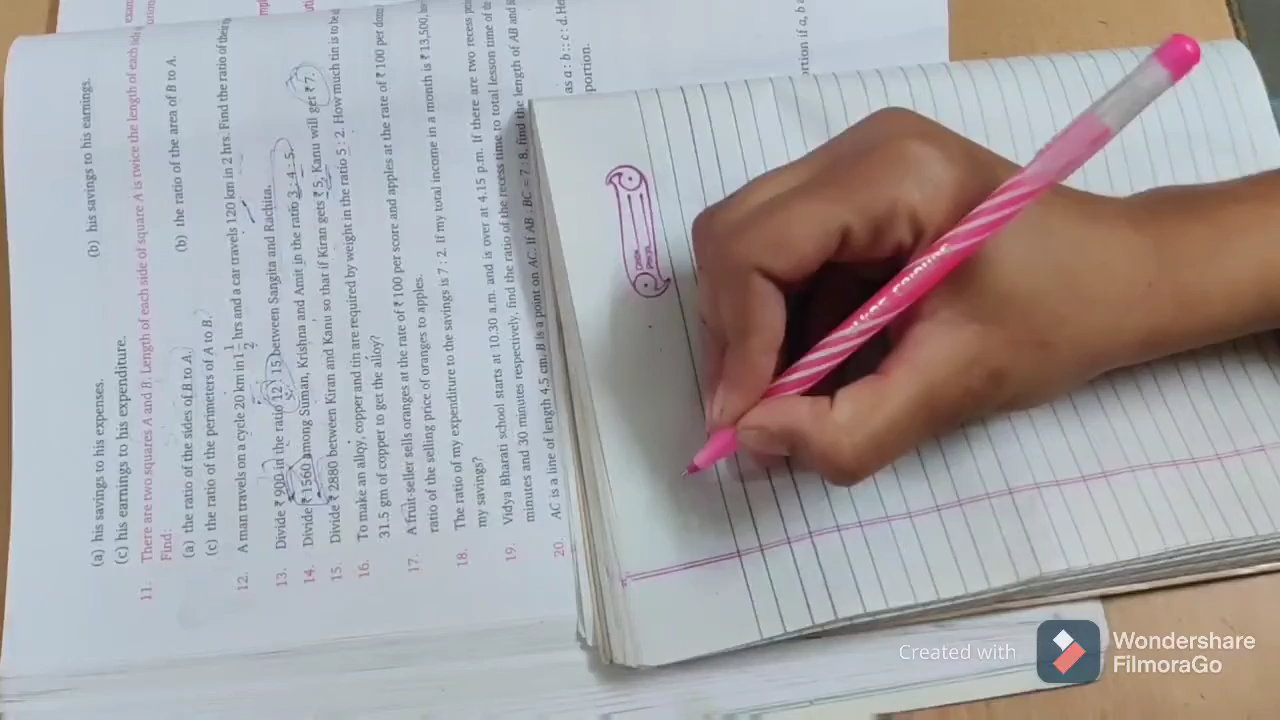 (a) his savings to his expenses.
(b) his savings to his earnings.
(c) his earnings to his expenditure.
11. There are two squares A and B. Length of each side of square A is twice the length of each side
Find:
(a) the ratio of the sides of B to A.
(b) the ratio of the area of B to A.
(c) the ratio of the perimeters of A to B.
12. A man travels on a cycle 20 km in 1 1/2 hrs and a car travels 120 km in 2 hrs. Find the ratio of their
13. Divide ₹ 900 in the ratio 12 : 15 between Sangita and Rachita.
14. Divide ₹ 1560 among Suman, Krishna and Amit in the ratio 3 : 4 : 5.
15. Divide ₹ 2880 between Kiran and Kanu so that if Kiran gets ₹ 5, Kanu will get ₹ 7.
16. To make an alloy, copper and tin are required by weight in the ratio 5 : 2. How much tin is to be
31.5 gm of copper to get the alloy?
17. A fruit-seller sells oranges at the rate of ₹ 100 per score and apples at the rate of ₹ 100 per
ratio of the selling price of oranges to apples.
18. The ratio of my expenditure to the savings is 7 : 2. If my total income in a month is ₹ 13,500,
my savings?
19. Vidya Bharati school starts at 10.30 a.m. and is over at 4.15 p.m. If there are two recess
minutes and 30 minutes respectively, find the ratio of the recess time to total lesson time of
20. AC is a line of length 4.5 cm. B is a point on AC. If AB : BC = 7 : 8, find the length of AB and
as a : b :: c : d.
portion.
portion if a, b
Date
Page
Created with
Wondershare
FilmoraGo